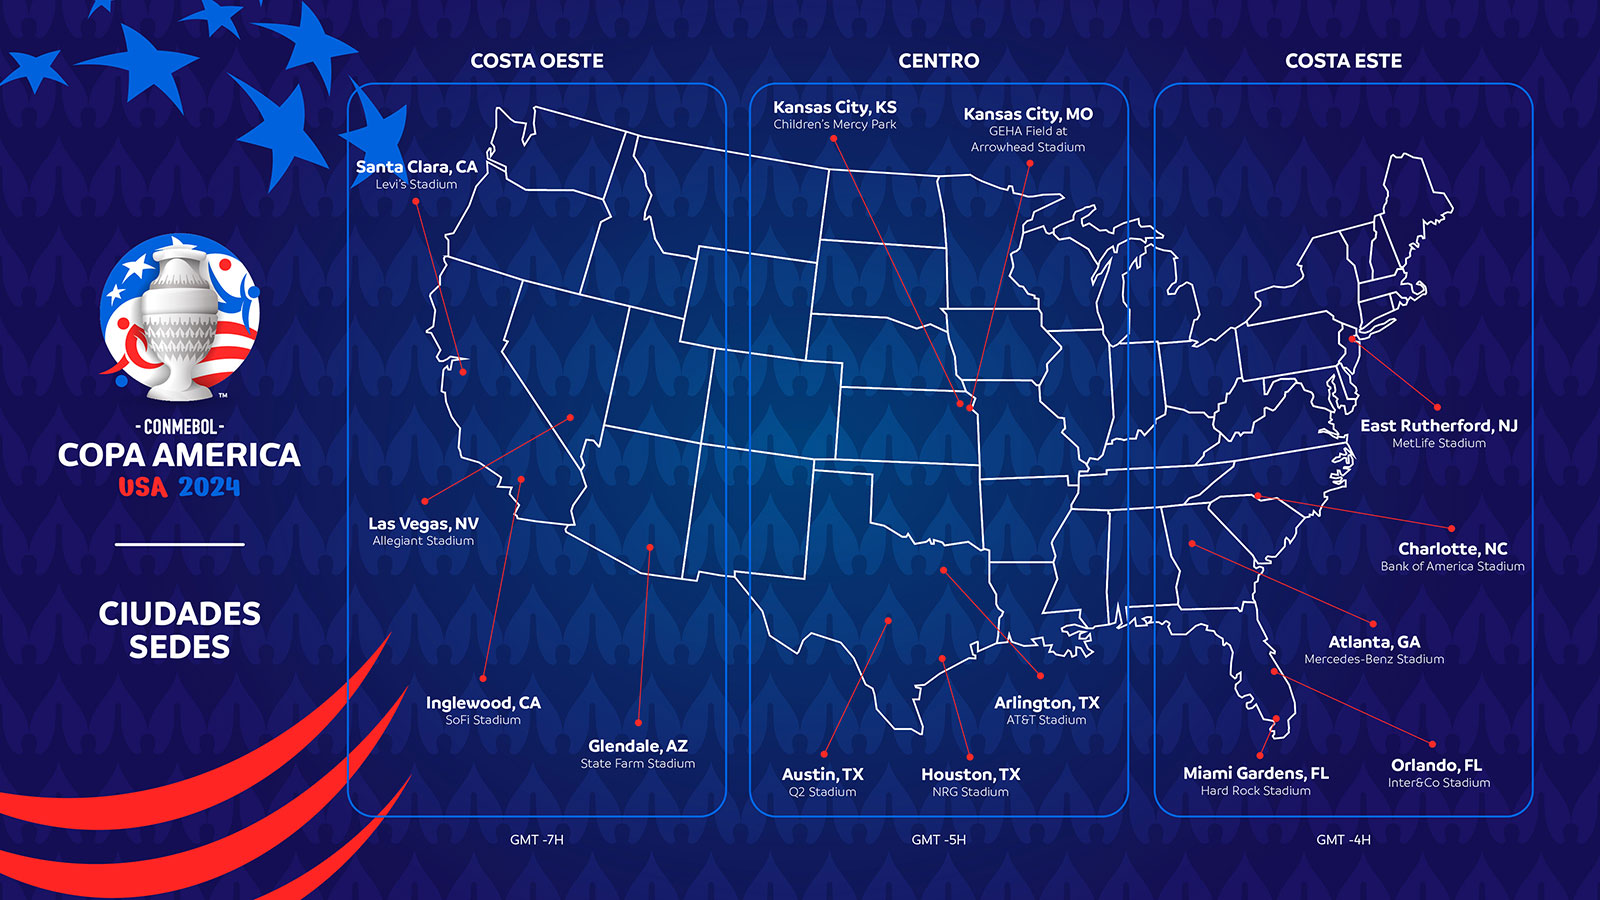 COSTA OESTE
CENTRO
COSTA ESTE
Santa Clara, CA
Levi's Stadium
Las Vegas, NV
Allegiant Stadium
Inglewood, CA
SoFi Stadium
Glendale, AZ
State Farm Stadium
GMT -7H
Kansas City, KS
Children's Mercy Park
Kansas City, MO
GEHA Field at
Arrowhead Stadium
Arlington, TX
AT&T Stadium
Austin, TX
Q2 Stadium
Houston, TX
NRG Stadium
GMT -5H
East Rutherford, NJ
MetLife Stadium
Charlotte, NC
Bank of America Stadium
Atlanta, GA
Mercedes-Benz Stadium
Orlando, FL
Inter&Co Stadium
Miami Gardens, FL
Hard Rock Stadium
GMT -4H
TM
- CONMEBOL -
COPA AMERICA
USA 2024
CIUDADES
SEDES